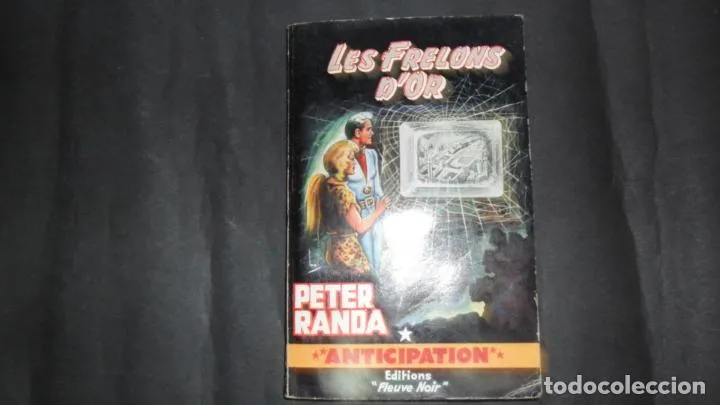 LES FRELONS
D'OR
PETER
RANDA
"ANTICIPATION"
Editions
"Fleuve Noir"
todocoleccion